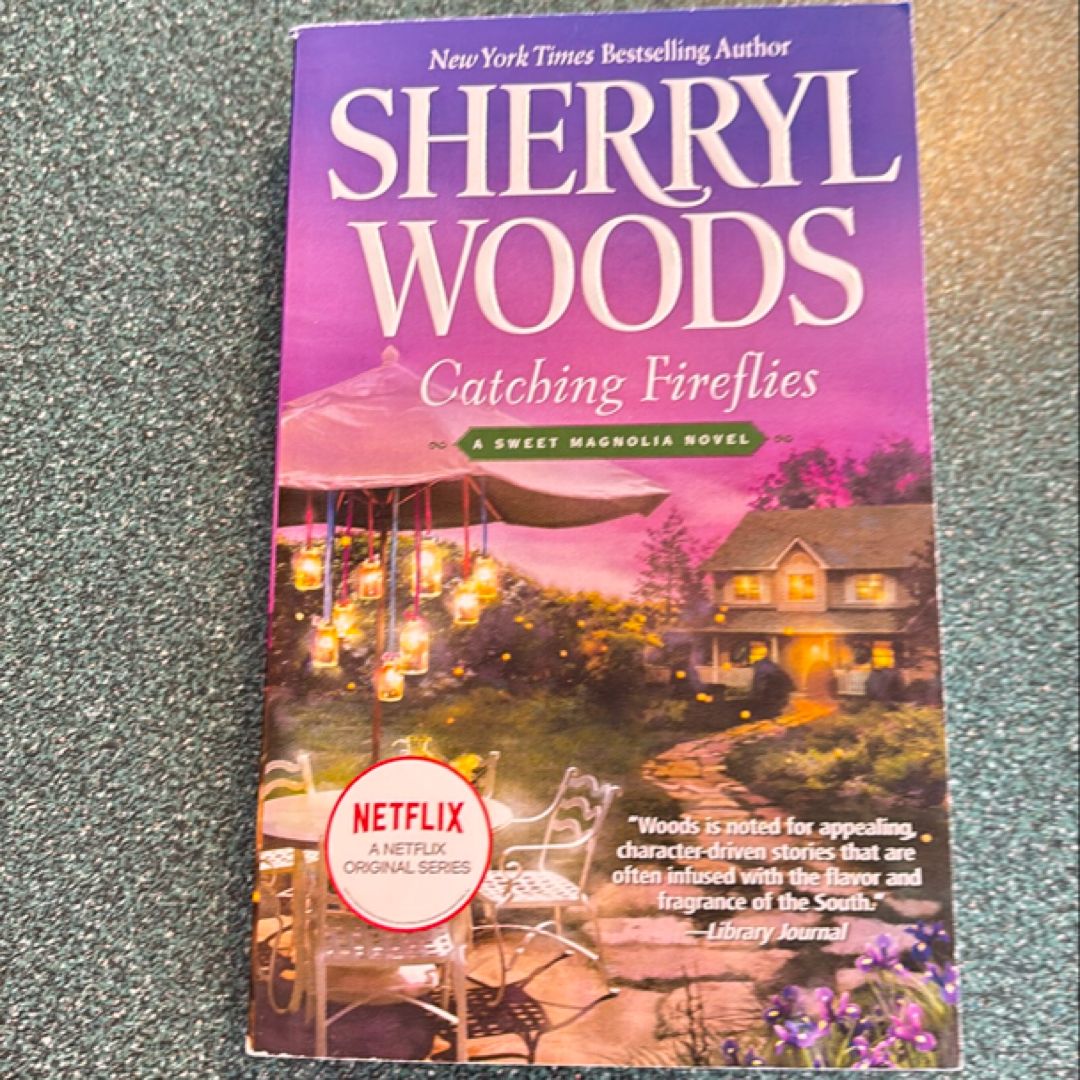 New York Times Bestselling Author
SHERRYL
WOODS
Catching Fireflies
A SWEET MAGNOLIA NOVEL
NETFLIX
A NETFLIX
ORIGINAL SERIES
"Woods is noted for appealing,
character-driven stories that are
often infused with the flavor and
fragrance of the South."
—Library Journal